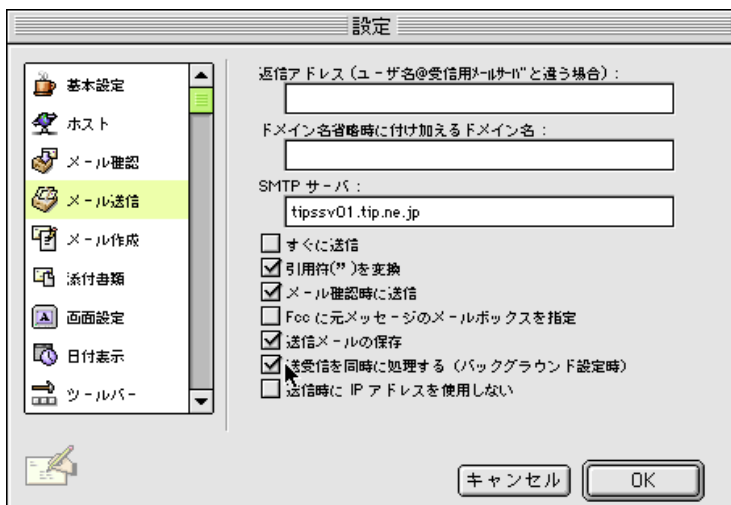 設定
基本設定
ホスト
メール確認
メール送信
メール作成
添付書類
画面設定
日付表示
ツールバー
返信アドレス（ユーザ名@受信用ﾒｰﾙｻｰﾊﾞと違う場合）：
ドメイン名省略時に付け加えるドメイン名：
SMTP サーバ：
tipssv01.tip.ne.jp
すぐに送信
引用符(”)を変換
メール確認時に送信
Fcc に元メッセージのメールボックスを指定
送信メールの保存
送受信を同時に処理する（バックグラウンド設定時）
送信時に IP アドレスを使用しない
キャンセル
OK